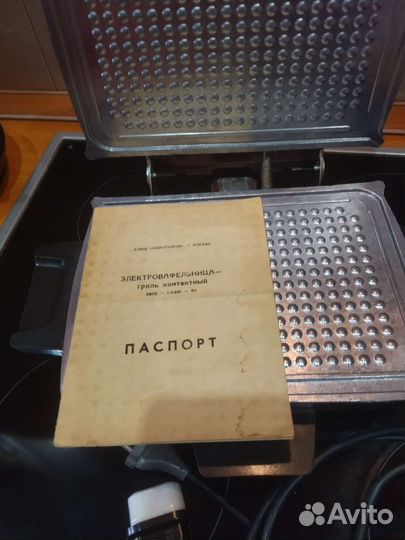 ЭЛЕКТРОВАФЕЛЬНИЦА—
ГРИЛЬ КОНТАКТНЫЙ
ПАСПОРТ
Avito